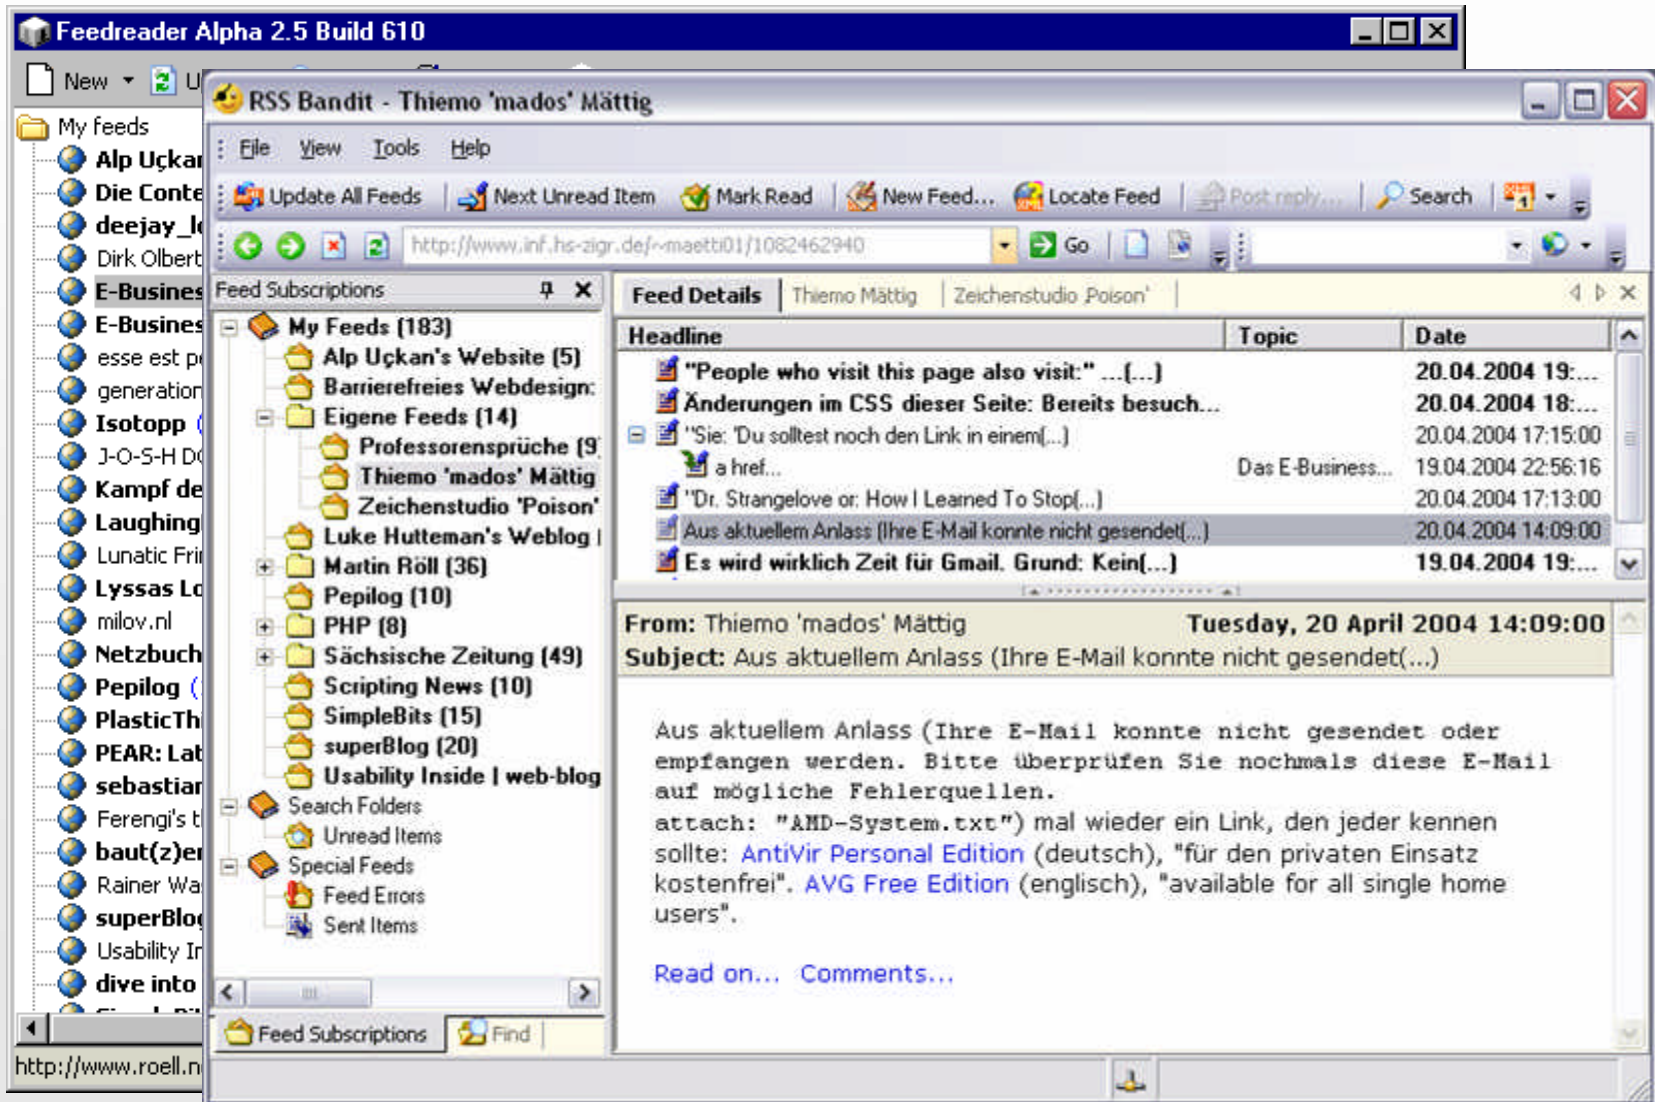 Feedreader Alpha 2.5 Build 610
New
My feeds
Alp Uçkan
Die Conte
deejay_l
Dirk Olbert
E-Busines
E-Busines
esse est p
generation
Isotopp (
J-O-S-H D
Kampf de
Laughing
Lunatic Fri
Lyssas Lo
milov.nl
Netzbuch
Pepilog (
PlasticTh
PEAR: Lat
sebastian
Ferengi's t
baut(z)er
Rainer Wa
superBlog
Usability In
dive into
http://www.roell.n
RSS Bandit - Thiemo 'mados' Mättig
File View Tools Help
Update All Feeds Next Unread Item Mark Read New Feed... Locate Feed Post reply... Search
http://www.inf.hs-zigr.de/~maetti01/1082462940 Go
Feed Subscriptions
My Feeds (183)
Alp Uçkan's Website (5)
Barrierefreies Webdesign:
Eigene Feeds (14)
Professorensprüche (9
Thiemo 'mados' Mättig
Zeichenstudio 'Poison'
Luke Hutteman's Weblog
Martin Röll (36)
Pepilog (10)
PHP (8)
Sächsische Zeitung (49)
Scripting News (10)
SimpleBits (15)
superBlog (20)
Usability Inside | web-blog
Search Folders
Unread Items
Special Feeds
Feed Errors
Sent Items
Feed Subscriptions Find
Feed Details Thiemo Mättig Zeichenstudio 'Poison'
Headline Topic Date
"People who visit this page also visit:" ...(...) 20.04.2004 19:...
Änderungen im CSS dieser Seite: Bereits besuch... 20.04.2004 18:...
"Sie: 'Du solltest noch den Link in einem(...) 20.04.2004 17:15:00
a href... Das E-Business... 19.04.2004 22:56:16
"Dr. Strangelove or: How I Learned To Stop(...) 20.04.2004 17:13:00
Aus aktuellem Anlass (Ihre E-Mail konnte nicht gesendet(...) 20.04.2004 14:09:00
Es wird wirklich Zeit für Gmail. Grund: Kein(...) 19.04.2004 19:...
From: Thiemo 'mados' Mättig Tuesday, 20 April 2004 14:09:00
Subject: Aus aktuellem Anlass (Ihre E-Mail konnte nicht gesendet(...)
Aus aktuellem Anlass (Ihre E-Mail konnte nicht gesendet oder
empfangen werden. Bitte überprüfen Sie nochmals diese E-Mail
auf mögliche Fehlerquellen.
attach: "AMD-System.txt") mal wieder ein Link, den jeder kennen
sollte: AntiVir Personal Edition (deutsch), "für den privaten Einsatz
kostenfrei". AVG Free Edition (englisch), "available for all single home
users".
Read on... Comments...